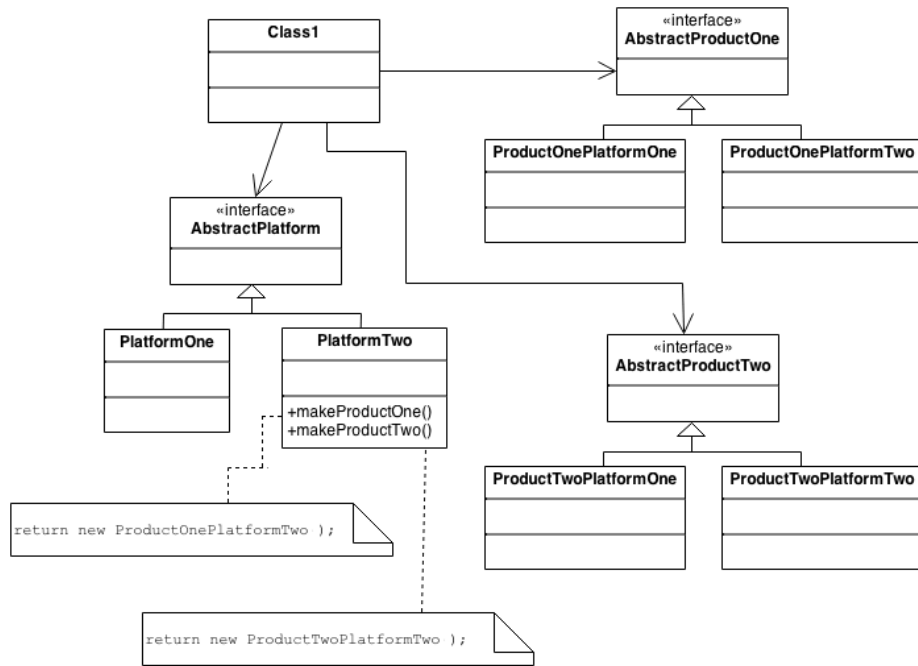 Class1
«interface»
AbstractProductOne
ProductOnePlatformOne
ProductOnePlatformTwo
«interface»
AbstractPlatform
PlatformOne
PlatformTwo
+makeProductOne()
+makeProductTwo()
«interface»
AbstractProductTwo
ProductTwoPlatformOne
ProductTwoPlatformTwo
return new ProductOnePlatformTwo );
return new ProductTwoPlatformTwo );